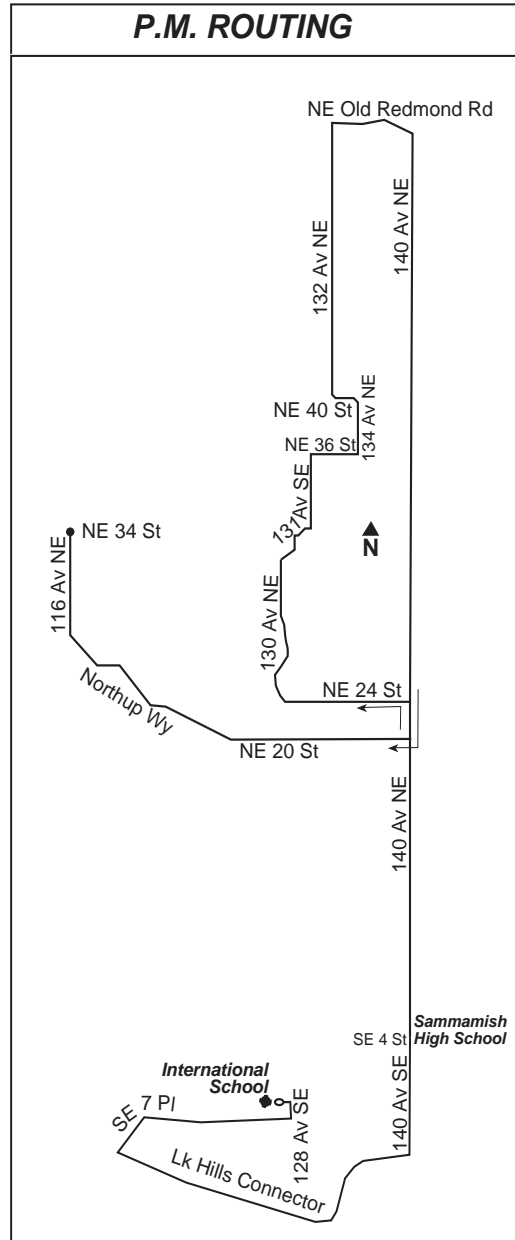 P.M. ROUTING
NE Old Redmond Rd
132 Av NE
140 Av NE
NE 40 St
134 Av NE
NE 36 St
131 Av SE
NE 34 St
N
116 Av NE
130 Av NE
Northup Wy
NE 24 St
NE 20 St
140 Av NE
SE 4 St
Sammamish
High School
International
School
SE 7 Pl
128 Av SE
140 Av SE
Lk Hills Connector